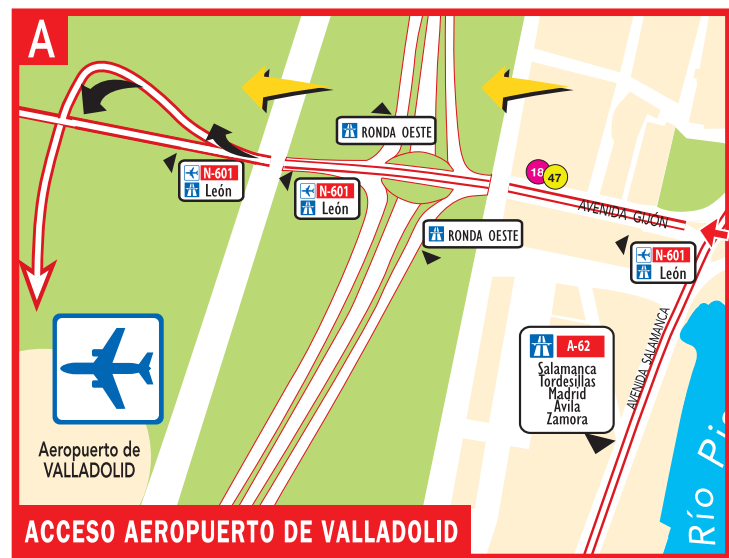 A
RONDA OESTE
N-601
León
N-601
León
18
47
AVENIDA GIJÓN
RONDA OESTE
N-601
León
AVENIDA SALAMANCA
A-62
Salamanca
Tordesillas
Madrid
Ávila
Zamora
Aeropuerto de
VALLADOLID
Río Pi
ACCESO AEROPUERTO DE VALLADOLID